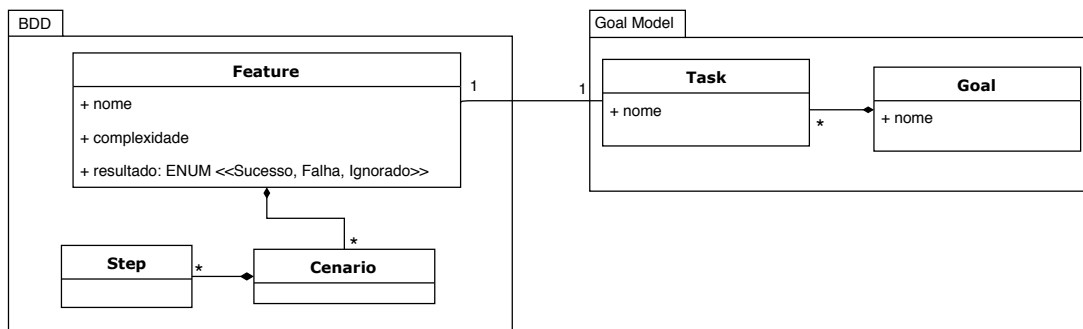 BDD
Feature
+ nome
+ complexidade
+ resultado: ENUM <<Sucesso, Falha, Ignorado>>
1
1
Goal Model
Task
+ nome
*
Goal
+ nome
*
Step
*
Cenario